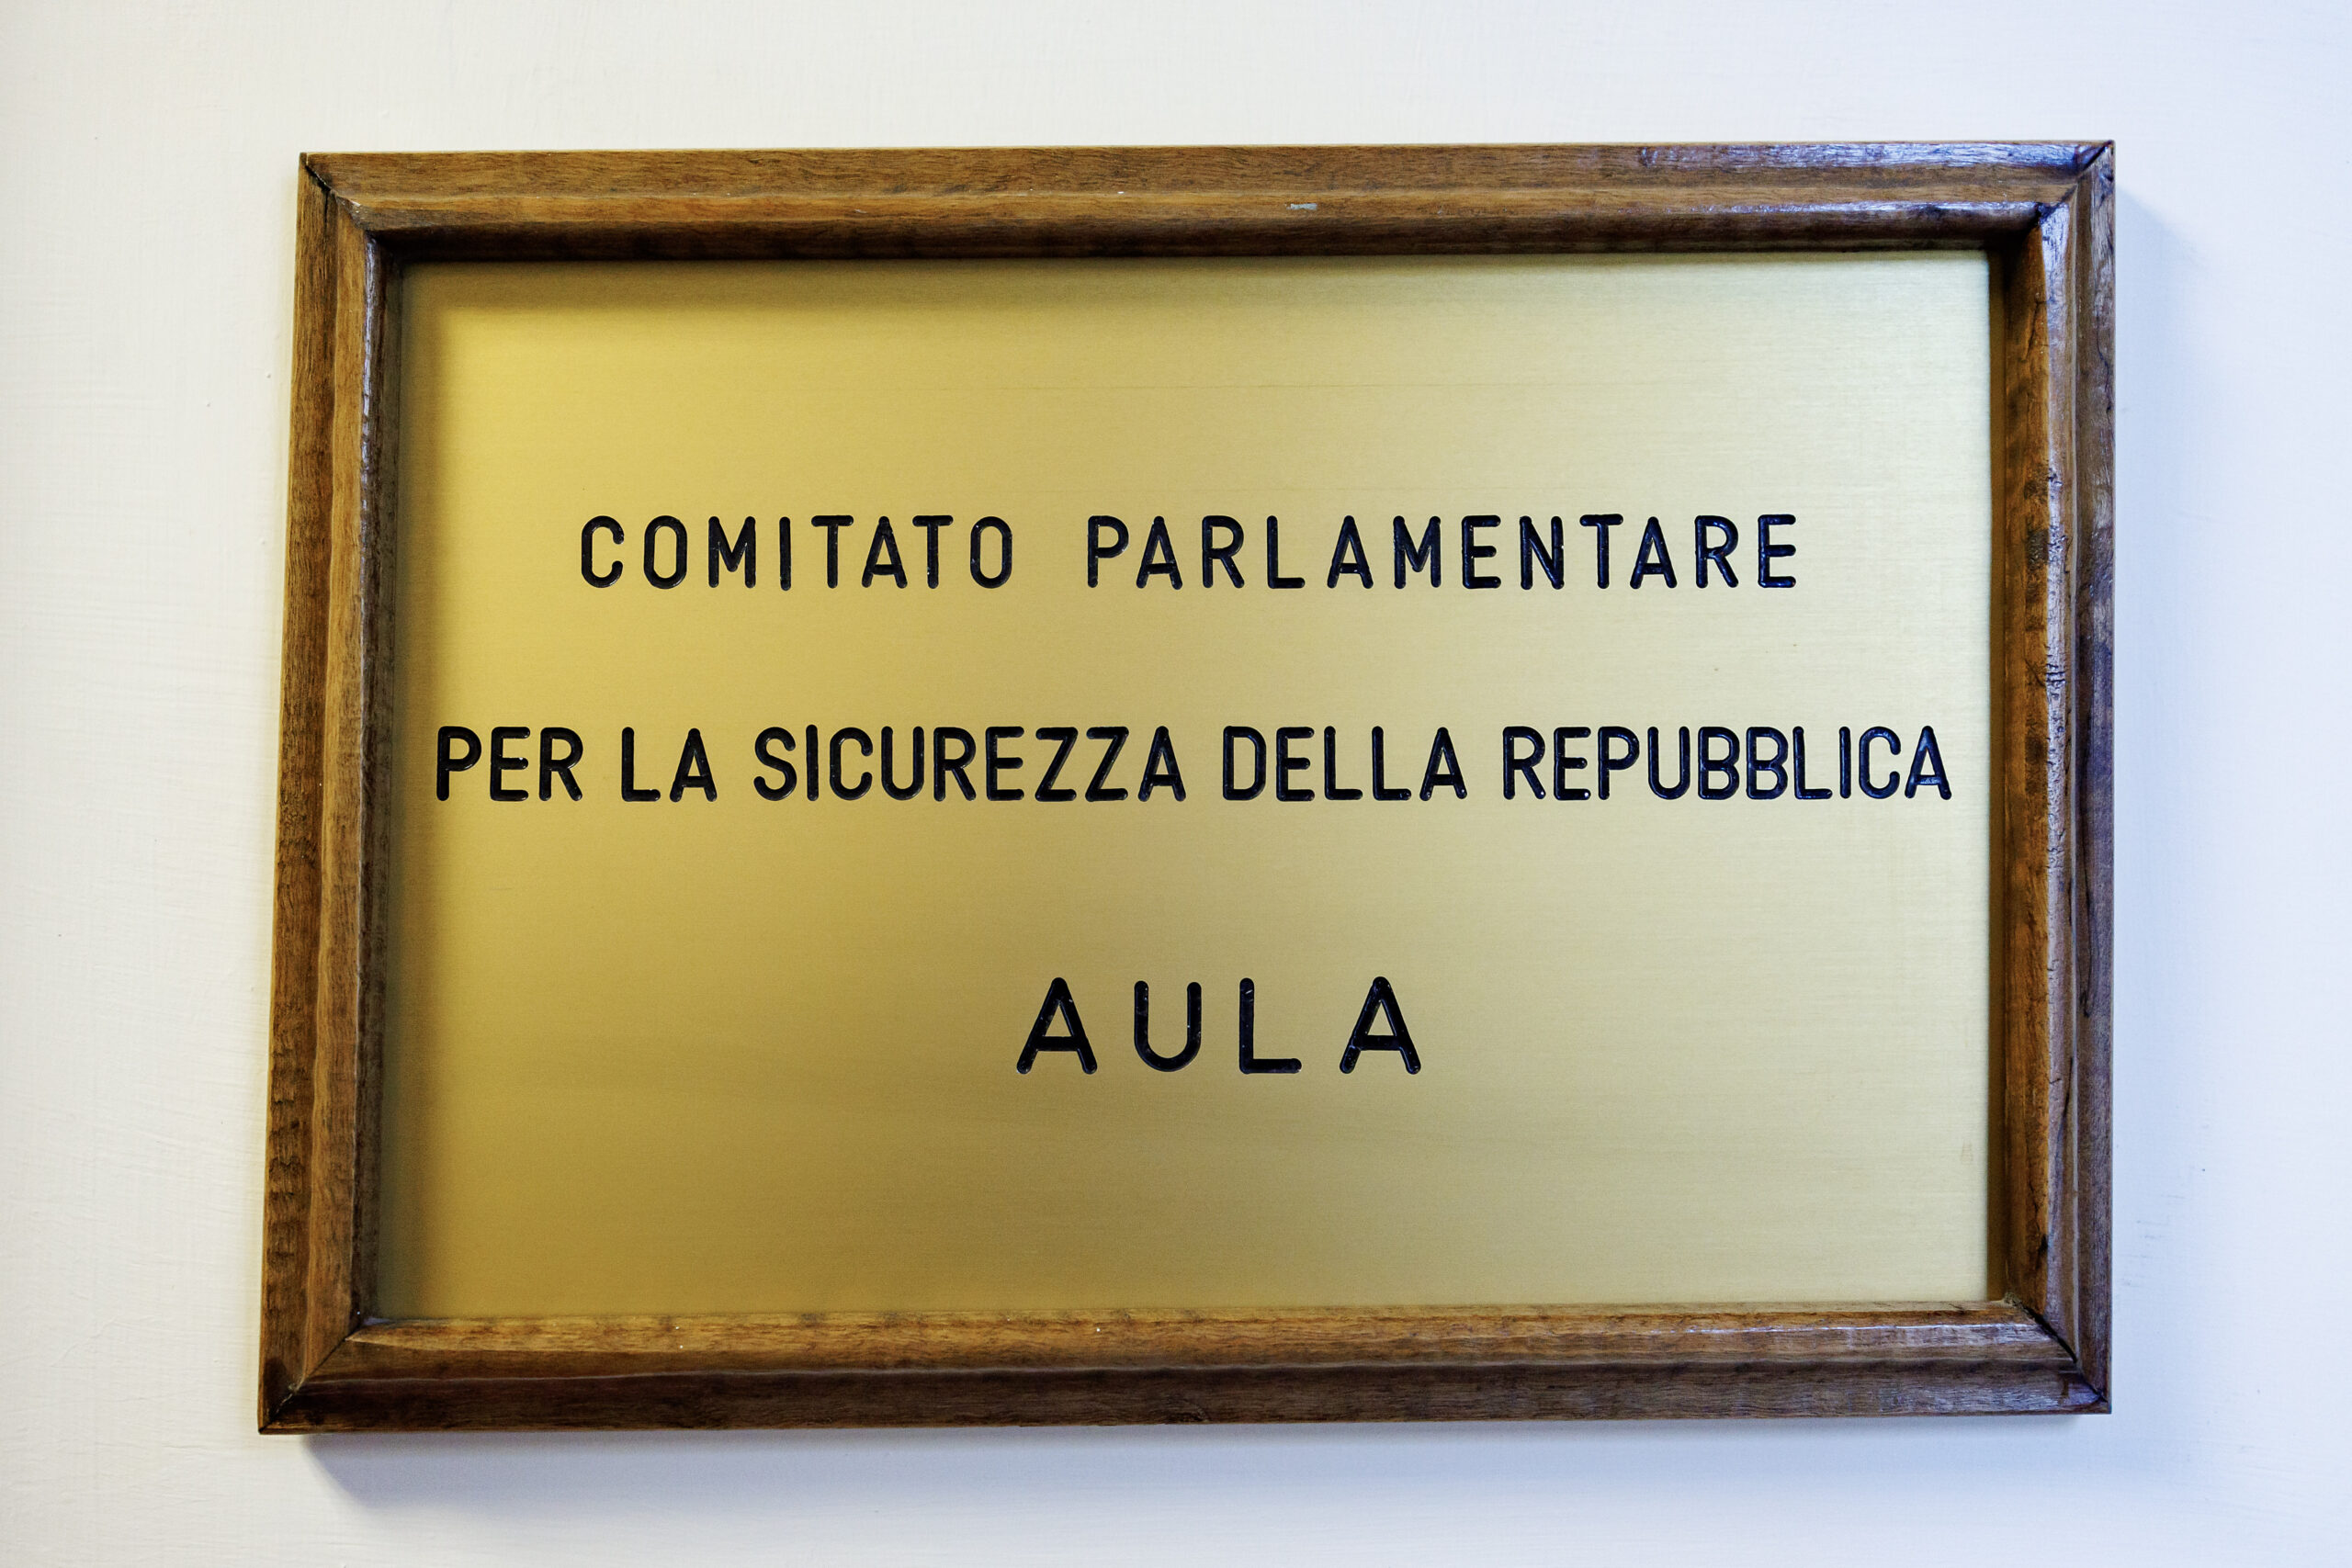 COMITATO PARLAMENTARE
PER LA SICUREZZA DELLA REPUBBLICA
AULA